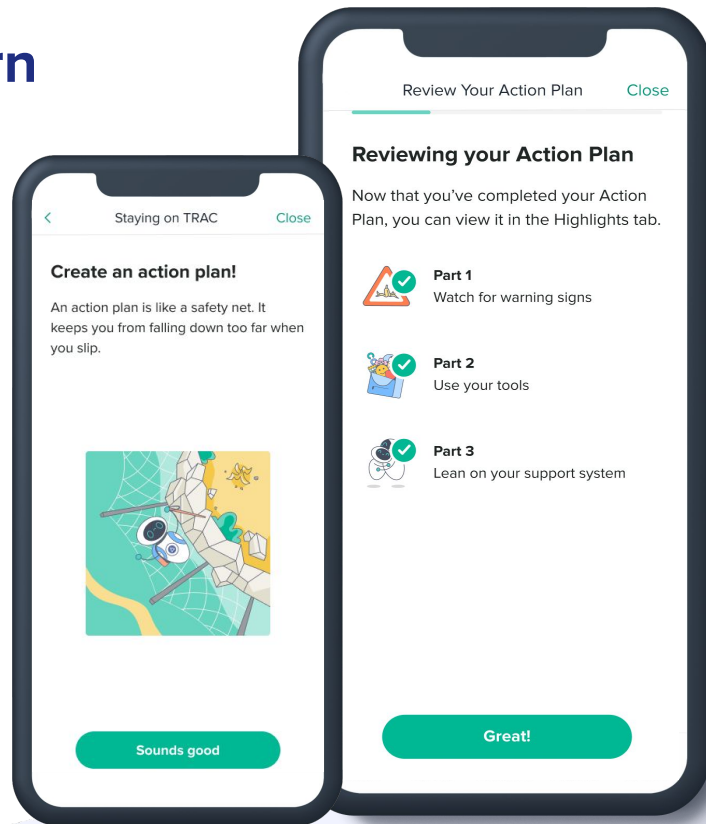 rn
Staying on TRAC
Close
Create an action plan!
An action plan is like a safety net. It
keeps you from falling down too far when
you slip.
Sounds good
Review Your Action Plan
Close
Reviewing your Action Plan
Now that you've completed your Action
Plan, you can view it in the Highlights tab.
Part 1
Watch for warning signs
Part 2
Use your tools
Part 3
Lean on your support system
Great!